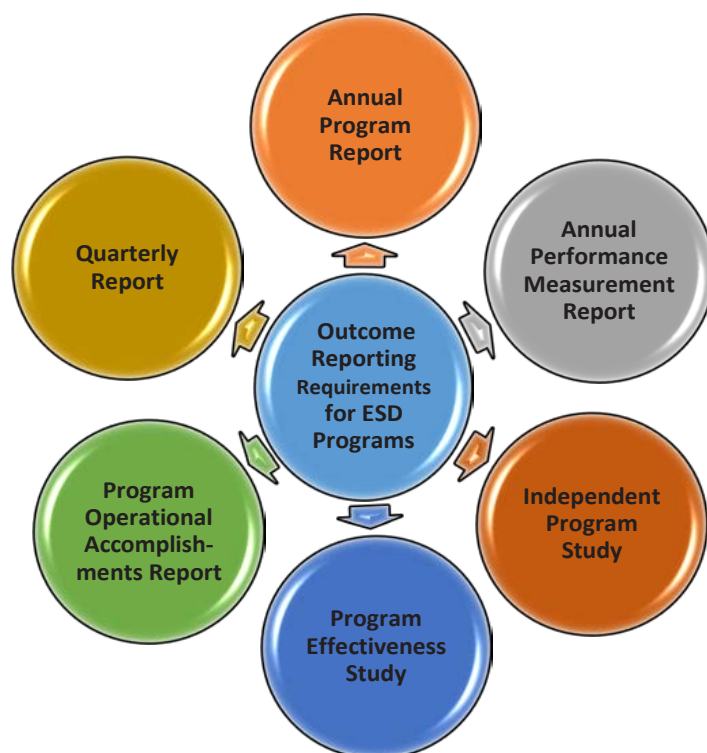 Annual
Program
Report
Quarterly
Report
Annual
Performance
Measurement
Report
Outcome
Reporting
Requirements
for ESD
Programs
Program
Operational
Accomplish-
ments Report
Independent
Program
Study
Program
Effectiveness
Study